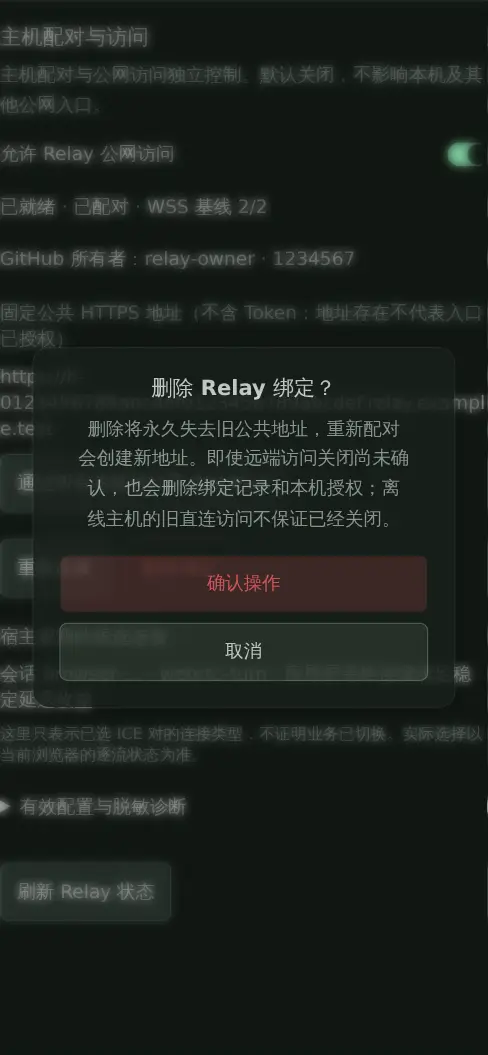 主机配对与访问
主机配对与公网访问独立控制。默认关闭，不影响本机及其
他公网入口。
允许 Relay 公网访问
已就绪 · 已配对 · WSS 基线 2/2
GitHub 所有者：relay-owner · 1234567
固定公共 HTTPS 地址（不含 Token；地址存在不代表入口
已授权）
删除 Relay 绑定？
删除将永久失去旧公共地址，重新配对
会创建新地址。即使远端访问关闭尚未确
认，也会删除绑定记录和本机授权；离
线主机的旧直连访问不保证已经关闭。
确认操作
取消
宿主
会话
稳
定延
这里只表示已选 ICE 对的连接类型，不证明业务已切换。实际选择以
当前浏览器的逐流状态为准。
有效配置与脱敏诊断
刷新 Relay 状态